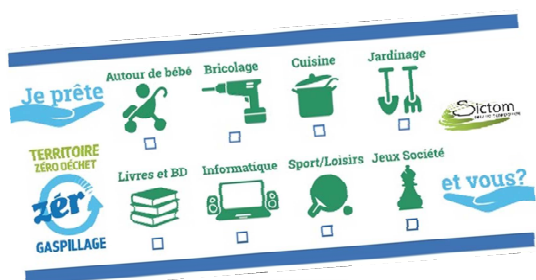 Je prête
Autour de bébé
Bricolage
Cuisine
Jardinage
Sictom
TERRITOIRE
ZÉRO DÉCHET
zéro
GASPILLAGE
Livres et BD
Informatique
Sport/Loisirs
Jeux Société
et vous?